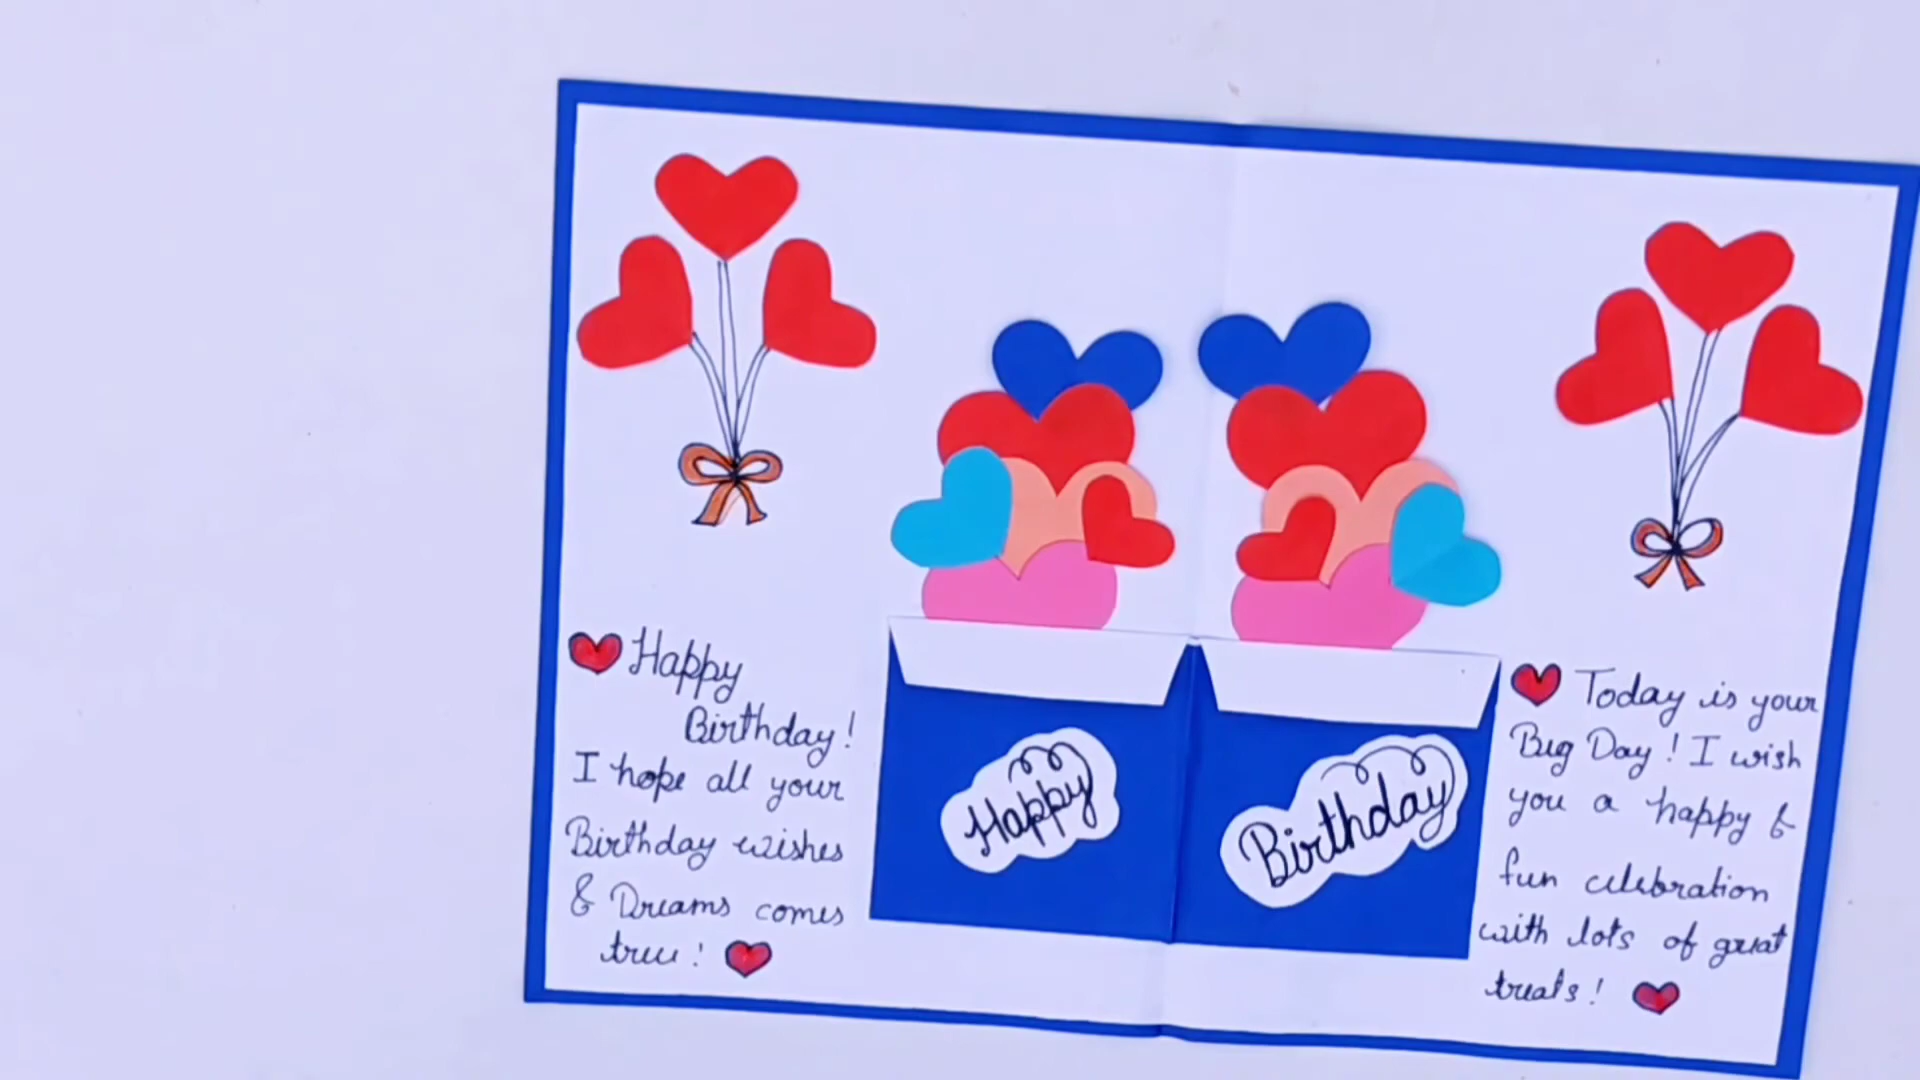 Happy
Birthday!
I hope all your
Birthday wishes
& Dreams comes
true!
Happy
Birthday
Today is your
Bug Day! I wish
you a happy &
fun celebration
with lots of great
treats!